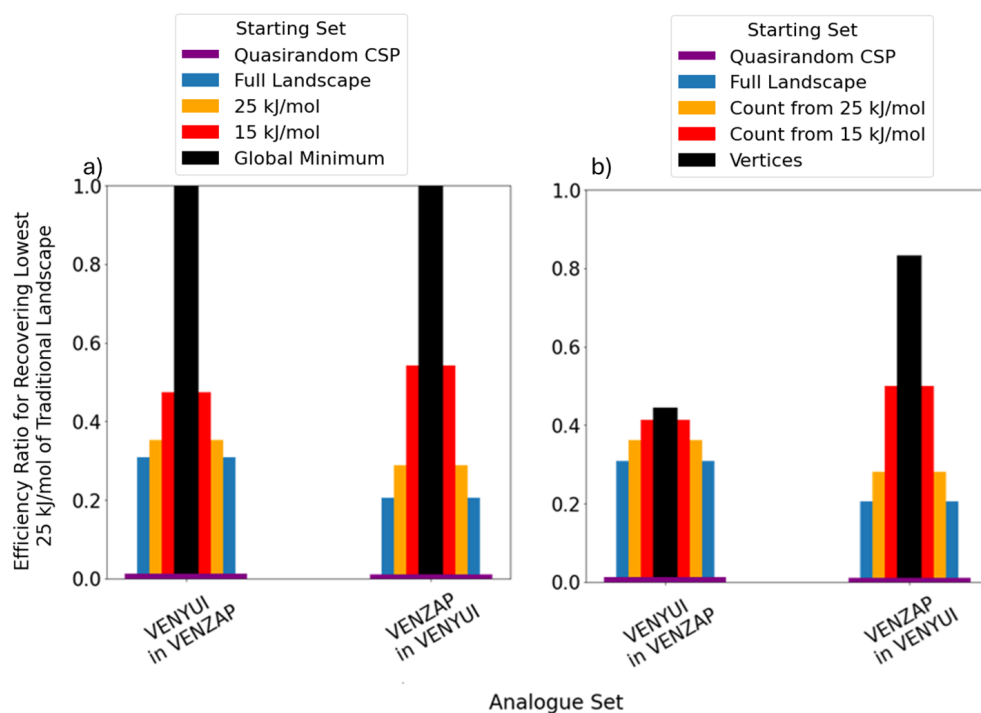 Starting Set
Quasirandom CSP
Full Landscape
25 kJ/mol
15 kJ/mol
Global Minimum
Starting Set
Quasirandom CSP
Full Landscape
Count from 25 kJ/mol
Count from 15 kJ/mol
Vertices
a)
b)
Efficiency Ratio for Recovering Lowest
25 kJ/mol of Traditional Landscape
1.0
0.8
0.6
0.4
0.2
0.0
VENYUI
in VENZAP
VENZAP
in VENYUI
1.0
0.8
0.6
0.4
0.2
0.0
VENYUI
in VENZAP
VENZAP
in VENYUI
Analogue Set